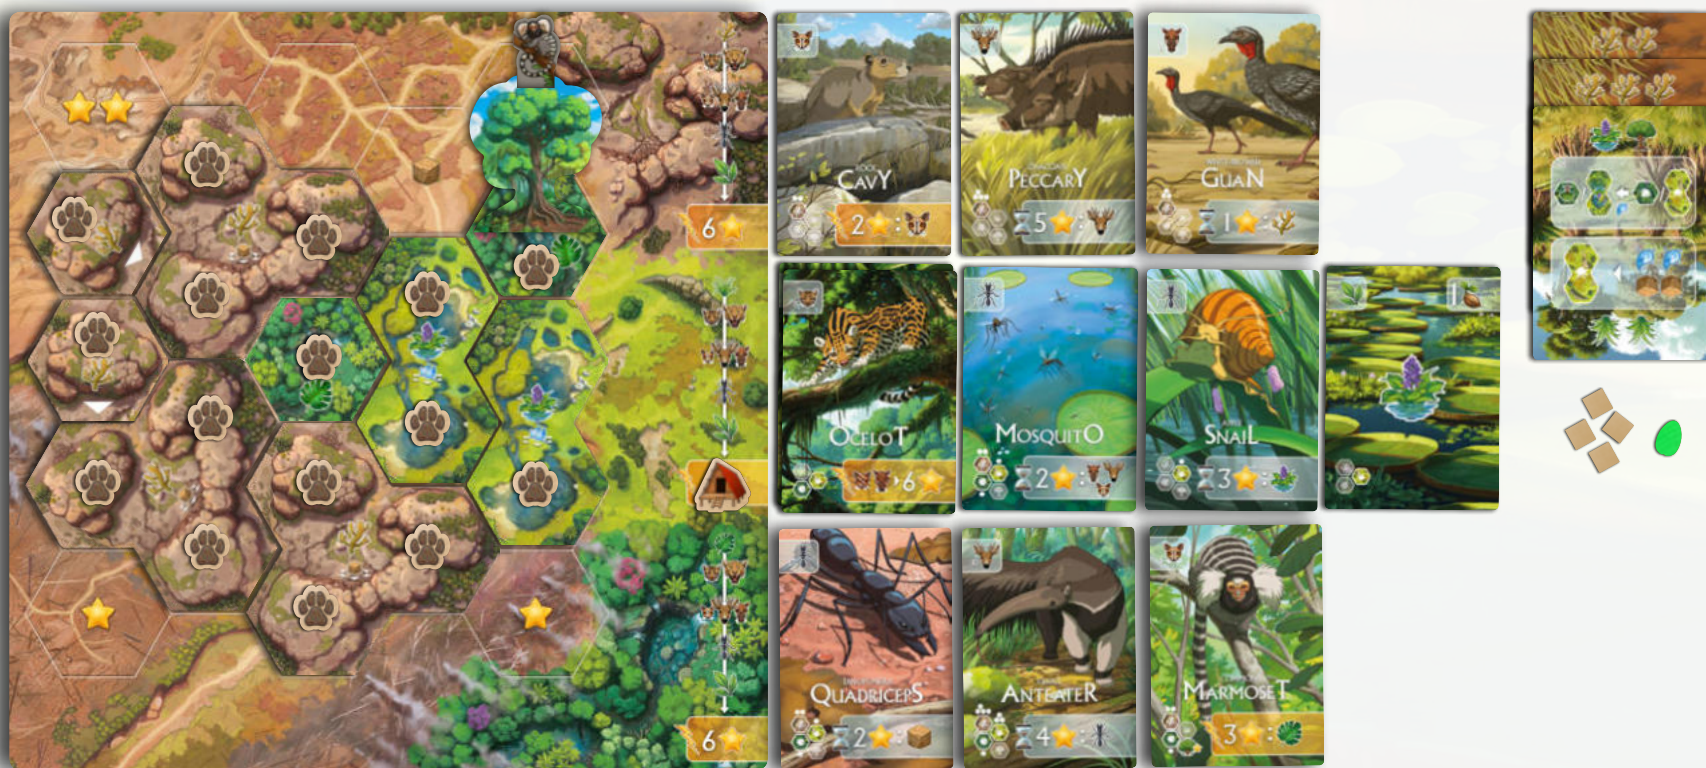 CAVY
2 :
PECCARY
5 :
GUAN
1 :
6
OCELOT
6
MOSQUITO
2 :
SNAIL
3 :
1
QUADRICEPS
2 :
ANTEATER
4 :
MARMOSET
3 :
6